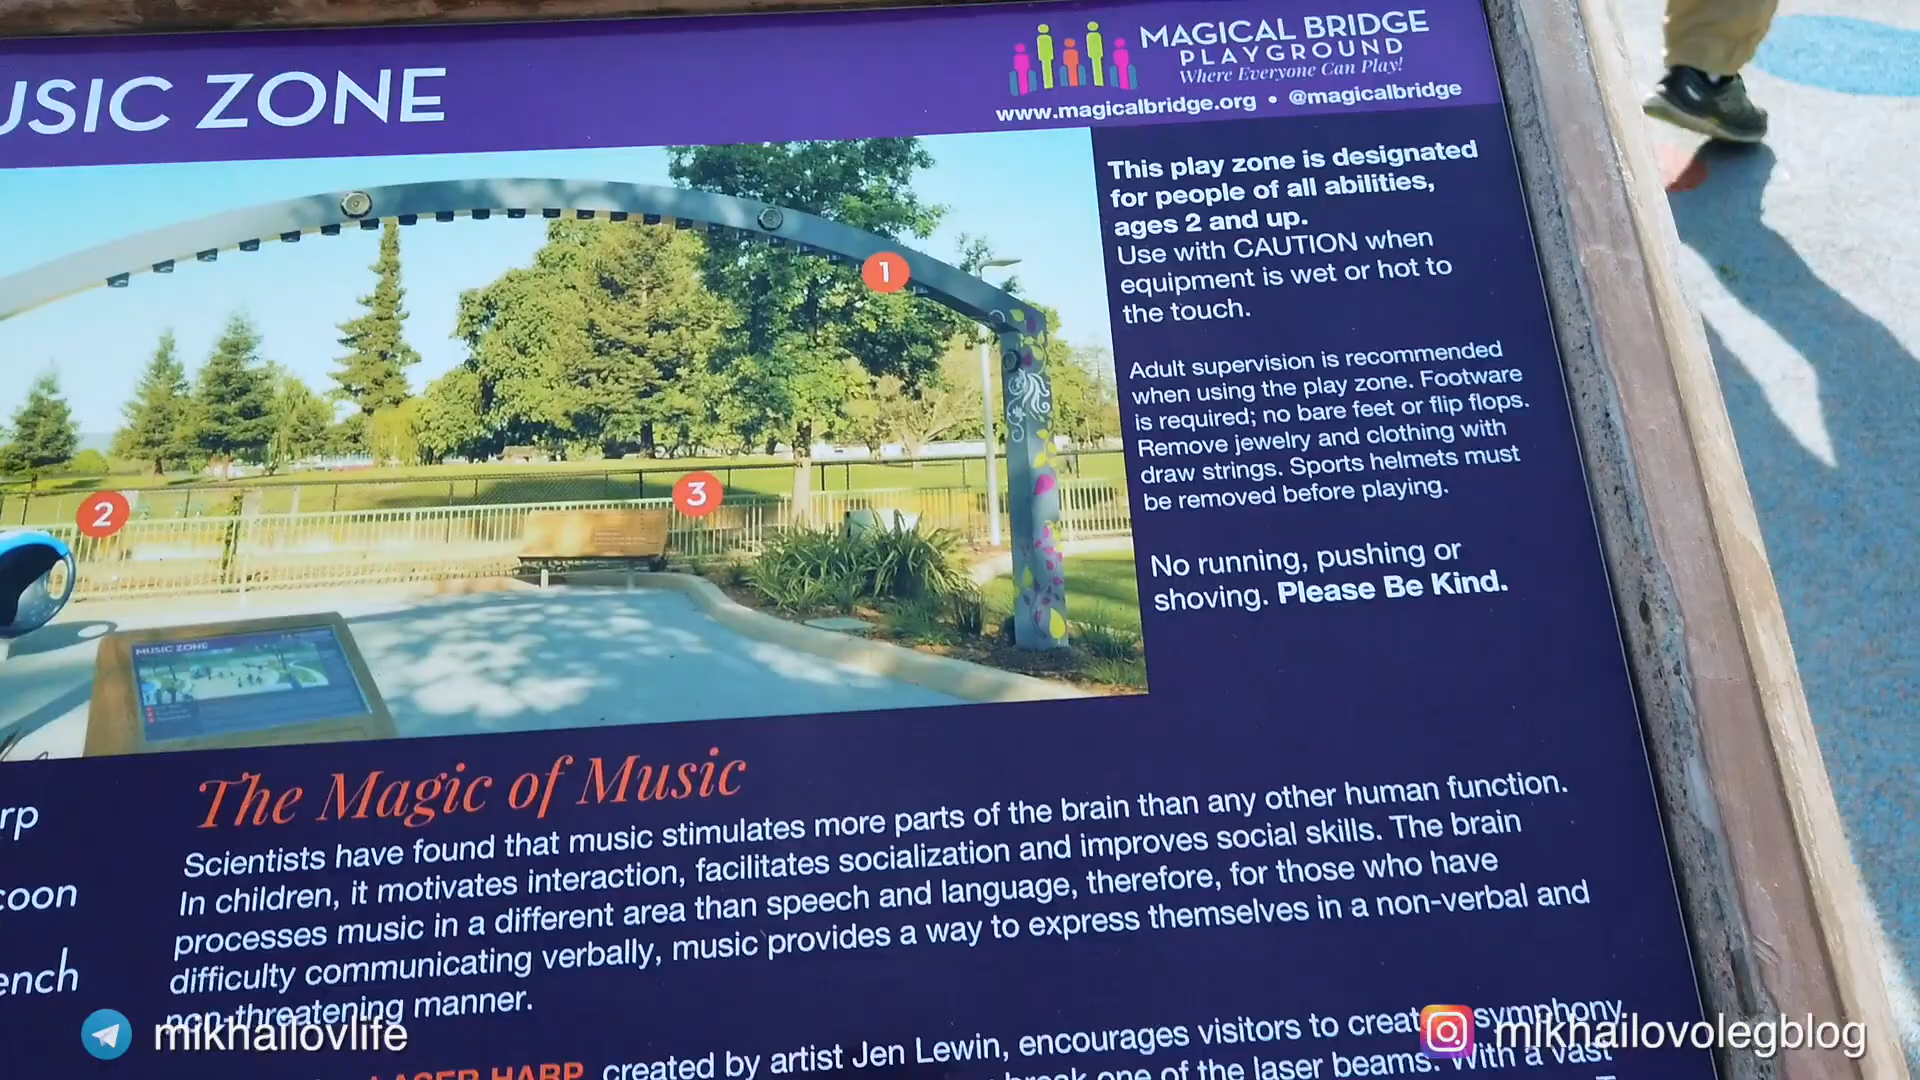 USIC ZONE
MAGICAL BRIDGE
PLAYGROUND
Where Everyone Can Play!
www.magicalbridge.org • @magicalbridge
This play zone is designated
for people of all abilities,
ages 2 and up.
Use with CAUTION when
equipment is wet or hot to
the touch.
Adult supervision is recommended
when using the play zone. Footware
is required; no bare feet or flip flops.
Remove jewelry and clothing with
draw strings. Sports helmets must
be removed before playing.
No running, pushing or
shoving. Please Be Kind.
1
2
3
MUSIC ZONE
rp
coon
ench
The Magic of Music
Scientists have found that music stimulates more parts of the brain than any other human function.
In children, it motivates interaction, facilitates socialization and improves social skills. The brain
processes music in a different area than speech and language, therefore, for those who have
difficulty communicating verbally, music provides a way to express themselves in a non-verbal and
non-threatening manner.
LASER HARP, created by artist Jen Lewin, encourages visitors to create symphony.
break one of the laser beams. With a vast
mikhailovlife
mikhailovolegblog